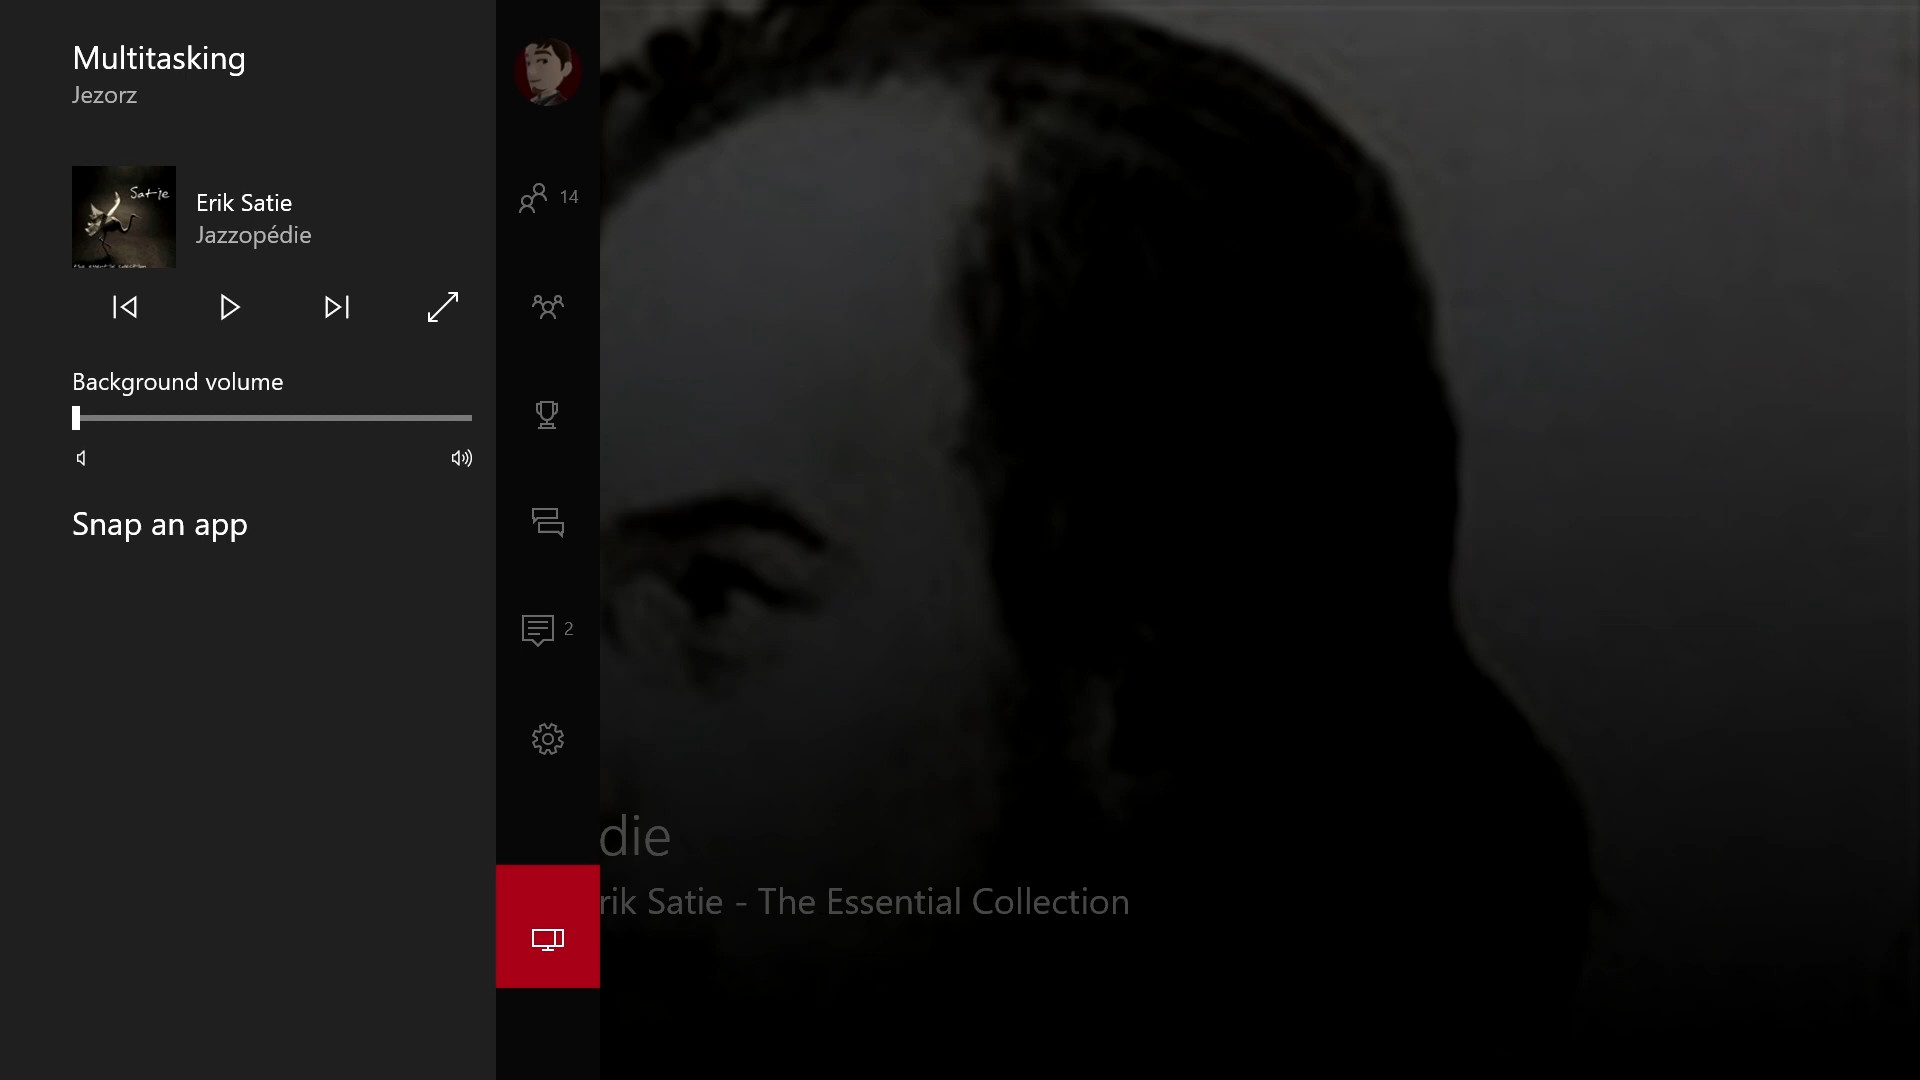 Multitasking
Jezorz
Satie
Erik Satie
Jazzopédie
Background volume
Snap an app
14
2
die
rik Satie - The Essential Collection